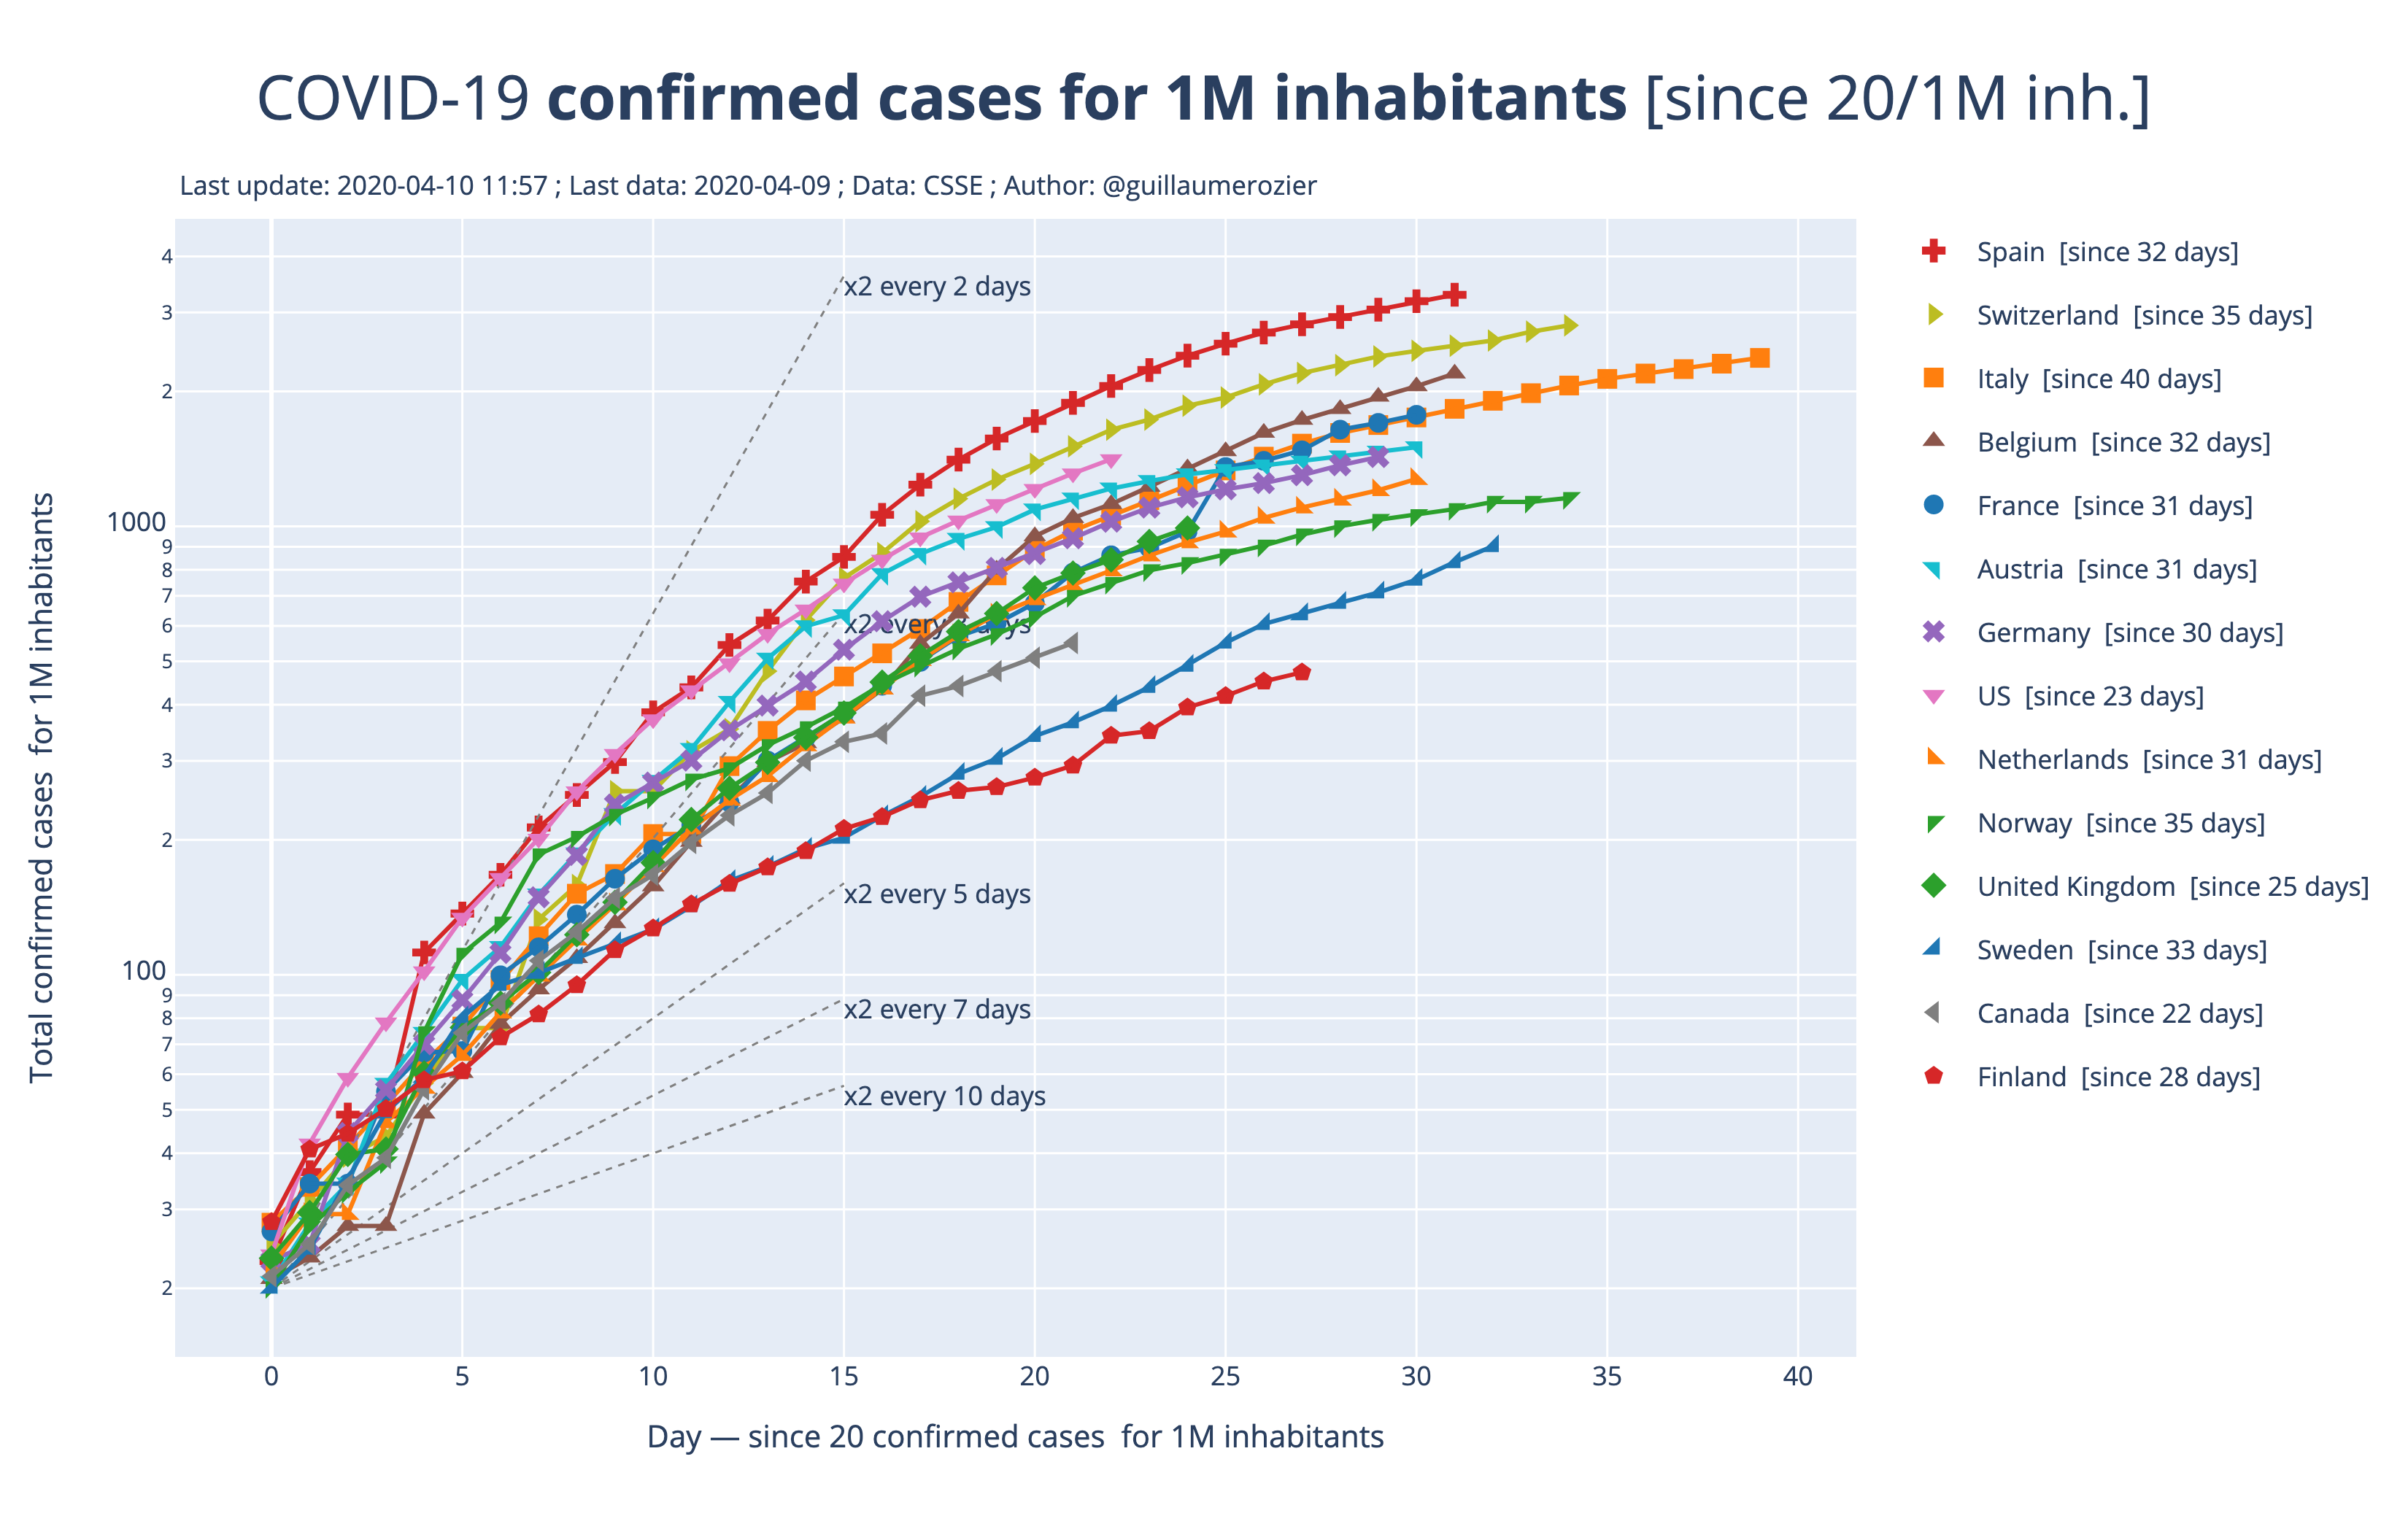 COVID-19 confirmed cases for 1M inhabitants [since 20/1M inh.]
Last update: 2020-04-10 11:57 ; Last data: 2020-04-09 ; Data: CSSE ; Author: @guillaumerozier
Total confirmed cases for 1M inhabitants
4
3
2
1000
9
8
7
6
5
4
3
2
100
9
8
7
6
5
4
3
2
x2 every 2 days
x2 every days
x2 every 5 days
x2 every 7 days
x2 every 10 days
0 5 10 15 20 25 30 35 40
Day — since 20 confirmed cases for 1M inhabitants
Spain [since 32 days]
Switzerland [since 35 days]
Italy [since 40 days]
Belgium [since 32 days]
France [since 31 days]
Austria [since 31 days]
Germany [since 30 days]
US [since 23 days]
Netherlands [since 31 days]
Norway [since 35 days]
United Kingdom [since 25 days]
Sweden [since 33 days]
Canada [since 22 days]
Finland [since 28 days]